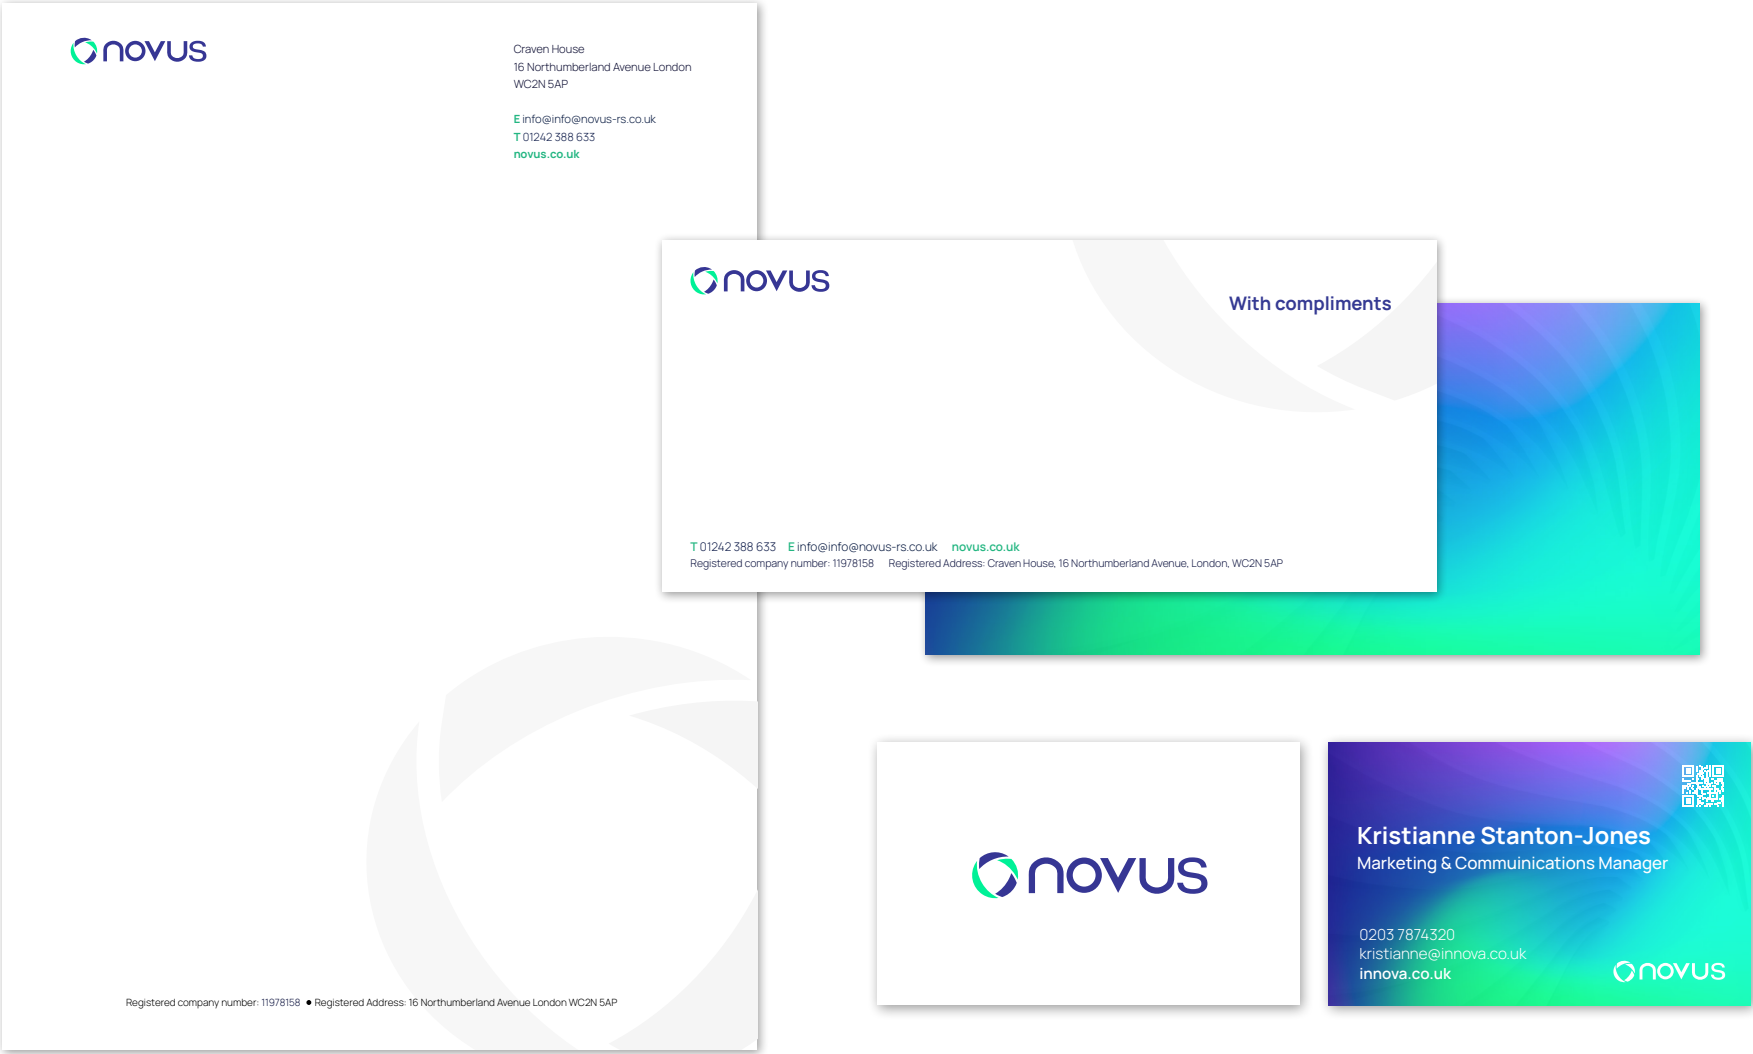 novus
Craven House
16 Northumberland Avenue London
WC2N 5AP
E info@info@novus-rs.co.uk
T 01242 388 633
novus.co.uk
Registered company number: 11978158 ● Registered Address: 16 Northumberland Avenue London WC2N 5AP
novus
With compliments
T 01242 388 633 E info@info@novus-rs.co.uk novus.co.uk
Registered company number: 11978158 Registered Address: Craven House, 16 Northumberland Avenue, London, WC2N 5AP
novus
Kristianne Stanton-Jones
Marketing & Commuinications Manager
0203 7874320
kristianne@innova.co.uk
innova.co.uk
novus